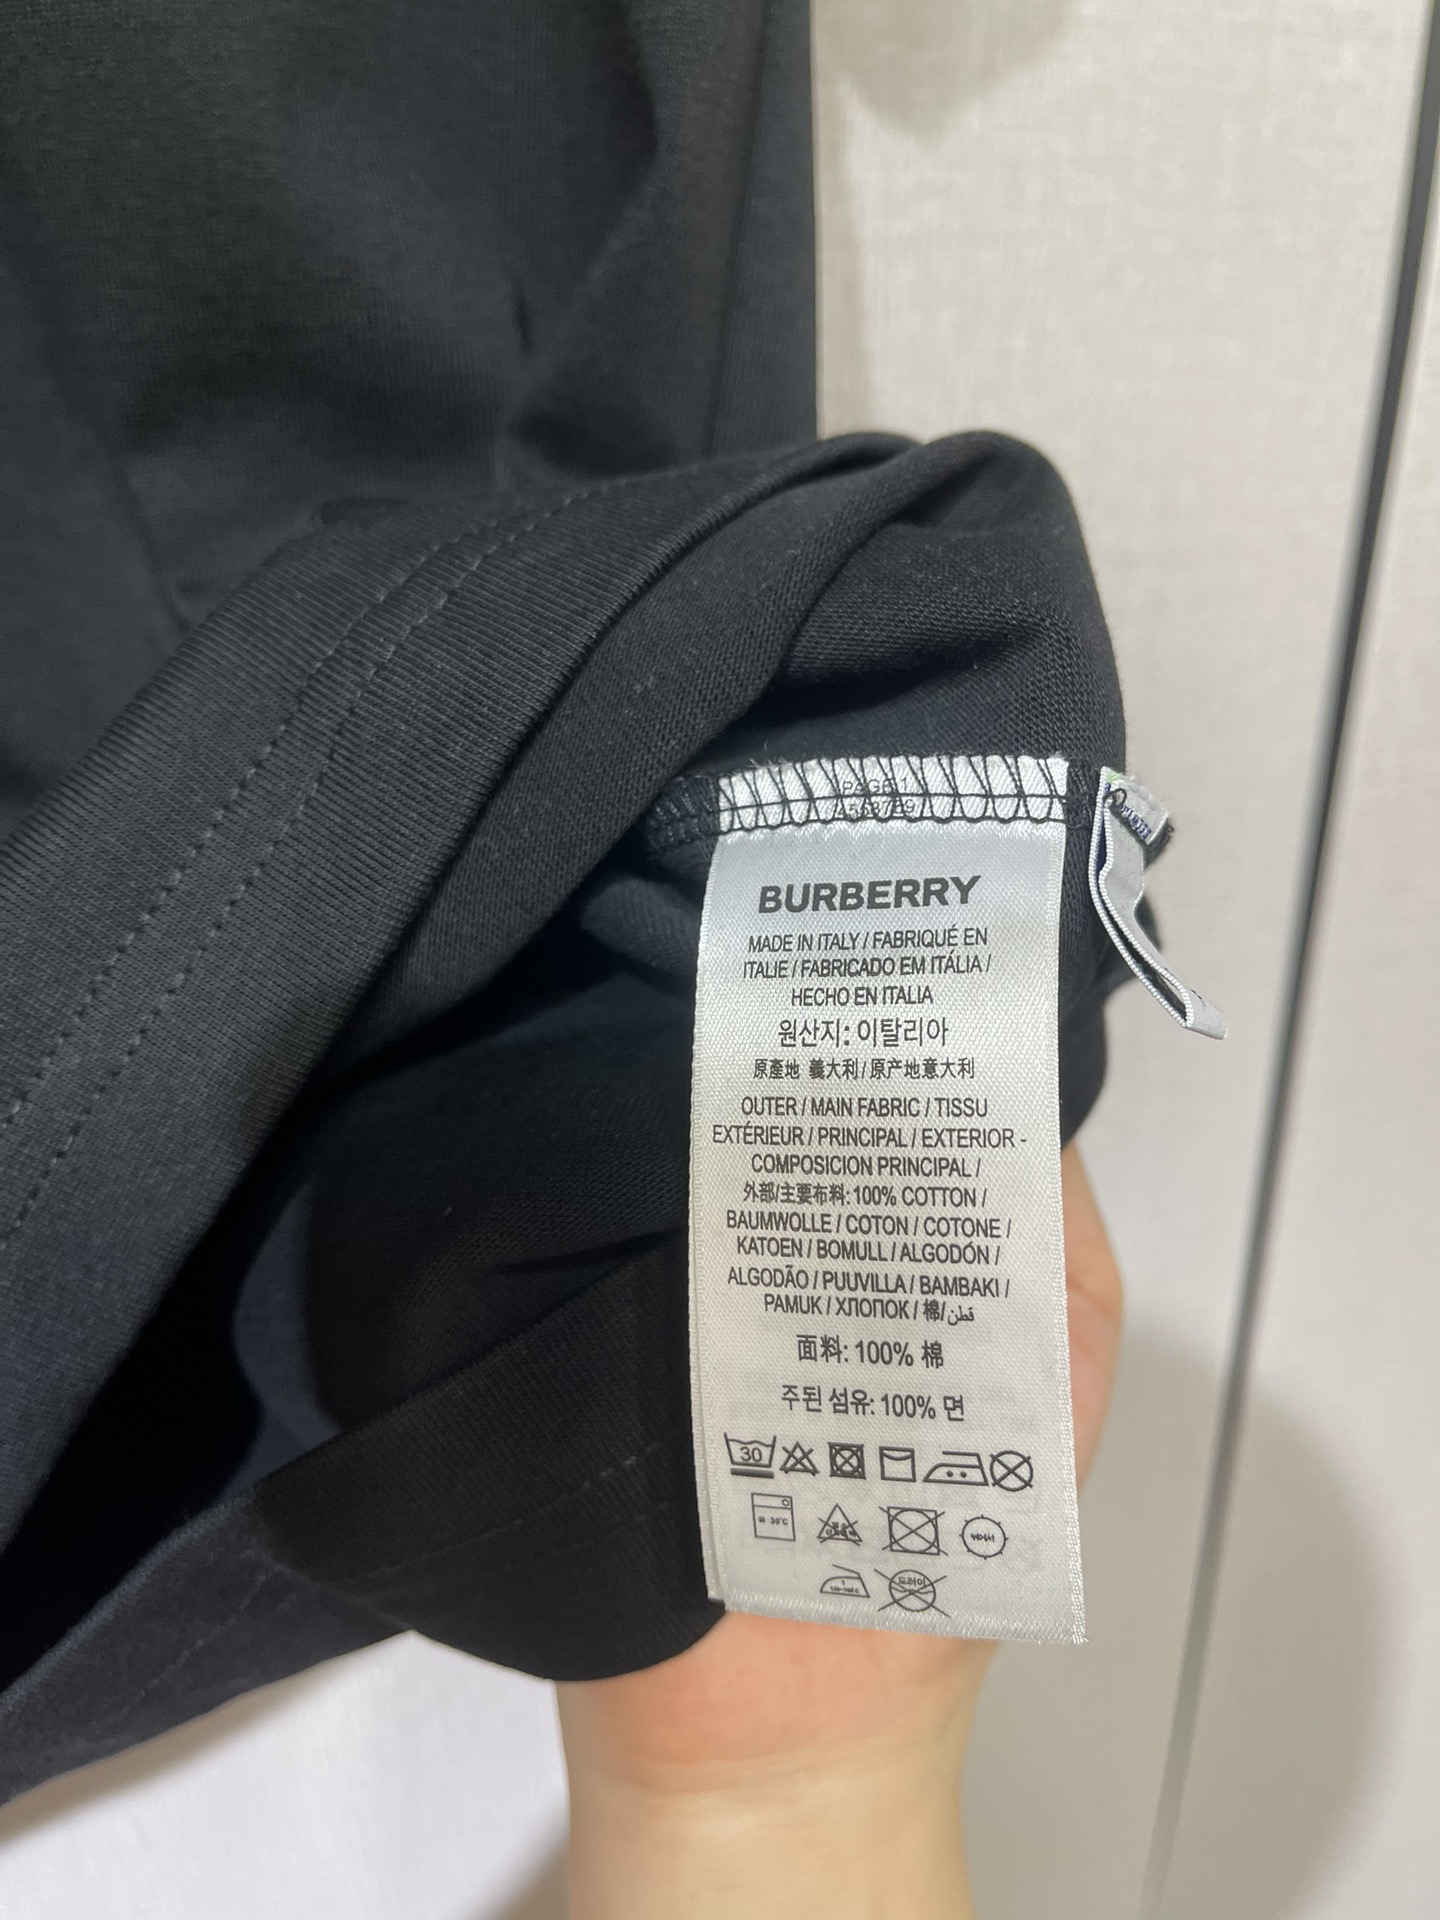 BURBERRY
MADE IN ITALY / FABRIQUÉ EN
ITALIE / FABRICADO EM ITÁLIA /
HECHO EN ITALIA
원산지: 이탈리아
原產地 義大利 / 原产地意大利
OUTER / MAIN FABRIC / TISSU
EXTÉRIEUR / PRINCIPAL / EXTERIOR -
COMPOSICION PRINCIPAL /
外部/主要布料: 100% COTTON /
BAUMWOLLE / COTON / COTONE /
KATOEN / BOMULL / ALGODÓN /
ALGODÃO / PUUVILLA / BAMBAKI /
PAMUK / ХЛОПОК / 棉/ قطن
面料: 100% 棉
주된 섬유: 100% 면
30
드라이